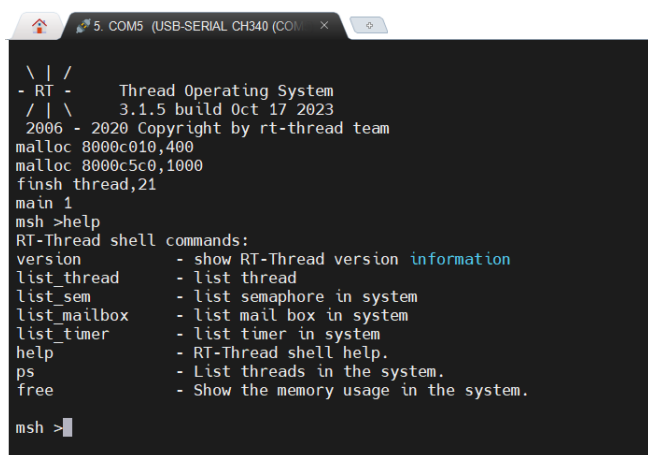 5. COM5 (USB-SERIAL CH340 (COM
 \ | /
- RT -     Thread Operating System
 / | \     3.1.5 build Oct 17 2023
 2006 - 2020 Copyright by rt-thread team
malloc 8000c010,400
malloc 8000c5c0,1000
finsh thread,21
main 1
msh >help
RT-Thread shell commands:
version          - show RT-Thread version information
list_thread      - list thread
list_sem         - list semaphore in system
list_mailbox     - list mail box in system
list_timer       - list timer in system
help             - RT-Thread shell help.
ps               - List threads in the system.
free             - Show the memory usage in the system.
msh >